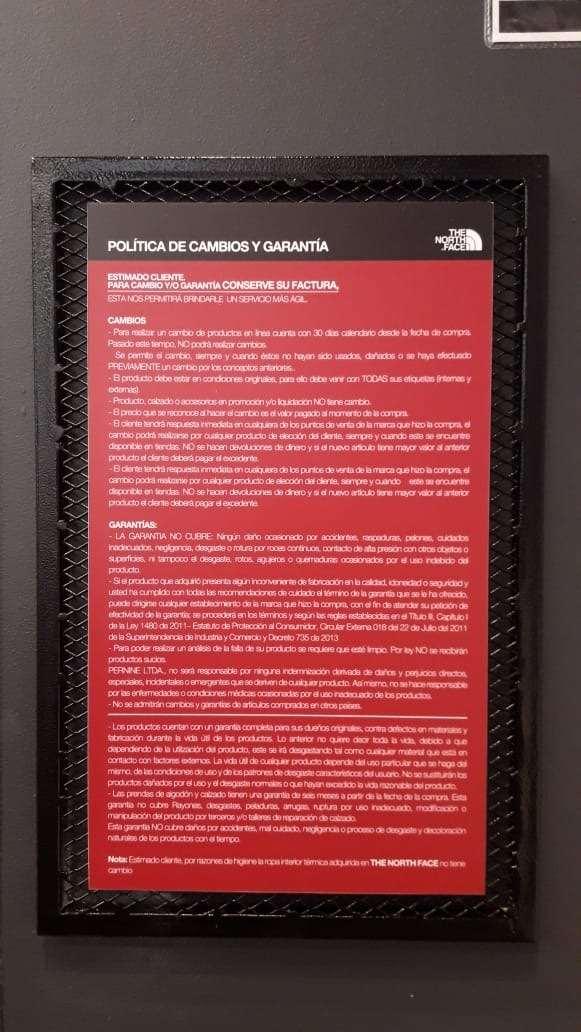 POLÍTICA DE CAMBIOS Y GARANTÍA
THE
NORTH
FACE
ESTIMADO CLIENTE.
PARA CAMBIO Y/O GARANTÍA CONSERVE SU FACTURA,
ESTA NOS PERMITIRÁ BRINDARLE UN SERVICIO MÁS ÁGIL.
CAMBIOS
- Para realizar un cambio de productos en línea cuenta con 30 días calendario desde la fecha de compra.
Pasado este tiempo, NO podrá realizar cambios.
Se permite el cambio, siempre y cuando éstos no hayan sido usados, dañados o se haya efectuado
PREVIAMENTE un cambio por los conceptos anteriores..
- El producto debe estar en condiciones originales, para ello debe venir con TODAS sus etiquetas (internas y
externas).
- Producto, calzado o accesorios en promoción y/o liquidación NO tiene cambio.
- El precio que se reconoce al hacer el cambio es el valor pagado al momento de la compra.
- El cliente tendrá respuesta inmediata en cualquiera de los puntos de venta de la marca que hizo la compra, el
cambio podrá realizarse por cualquier producto de elección del cliente, siempre y cuando este se encuentre
disponible en tiendas. NO se hacen devoluciones de dinero y si el nuevo artículo tiene mayor valor al anterior
producto el cliente deberá pagar el excedente.
- El cliente tendrá respuesta inmediata en cualquiera de los puntos de venta de la marca que hizo la compra, el
cambio podrá realizarse por cualquier producto de elección del cliente, siempre y cuando este se encuentre
disponible en tiendas. NO se hacen devoluciones de dinero y si el nuevo artículo tiene mayor valor al anterior
producto el cliente deberá pagar el excedente.
GARANTÍAS:
- LA GARANTIA NO CUBRE: Ningún daño ocasionado por accidentes, raspaduras, pelones, cuidados
inadecuados, negligencia, desgaste o rotura por roces continuos, contacto de alta presión con otros objetos o
superficies, ni tampoco el desgaste, rotos, agujeros o quemaduras ocasionados por el uso indebido del
producto.
- Si el producto que adquirió presenta algún inconveniente de fabricación en la calidad, idoneidad o seguridad y
usted ha cumplido con todas las recomendaciones de cuidado el término de la garantía que se le ha ofrecido,
puede dirigirse cualquier establecimiento de la marca que hizo la compra, con el fin de atender su petición de
efectividad de la garantía; se procederá en los términos y según las reglas establecidas en el Título III, Capítulo I
de la Ley 1480 de 2011- Estatuto de Protección al Consumidor, Circular Externa 018 del 22 de Julio del 2011
de la Superintendencia de Industria y Comercio y Decreto 735 de 2013
- Para poder realizar un análisis de la falla de su producto se requiere que esté limpio. Por ley NO se recibirán
productos sucios.
PERNINE LTDA., no será responsable por ninguna indemnización derivada de daños y perjuicios directos,
especiales, incidentales o emergentes que se deriven de cualquier producto. Así mismo, no se hace responsable
por las enfermedades o condiciones médicas ocasionadas por el uso inadecuado de los productos.
- No se admitirán cambios y garantías de artículos comprados en otros países.
- Los productos cuentan con un garantía completa para sus dueños originales, contra defectos en materiales y
fabricación durante la vida útil de los productos. Lo anterior no quiere decir toda la vida, debido a que
dependiendo de la utilización del producto, este se irá desgastando tal como cualquier material que está en
contacto con factores externos. La vida útil de cualquier producto depende del uso particular que se haga del
mismo, de las condiciones de uso y de los patrones de desgaste característicos del usuario. No se sustituirán los
productos dañados por el uso y el desgaste normales o que hayan excedido la vida razonable del producto.
- Las prendas de algodón y calzado tienen una garantía de seis meses a partir de la fecha de la compra. Esta
garantía no cubre Rayones, desgastes, peladuras, arrugas, ruptura por uso inadecuado, modificación o
manipulación del producto por terceros y/o talleres de reparación de calzado.
Esta garantía NO cubre daños por accidentes, mal cuidado, negligencia o proceso de desgaste y decoloración
naturales de los productos con el tiempo.
Nota: Estimado cliente, por razones de higiene la ropa interior térmica adquirida en THE NORTH FACE no tiene
cambio